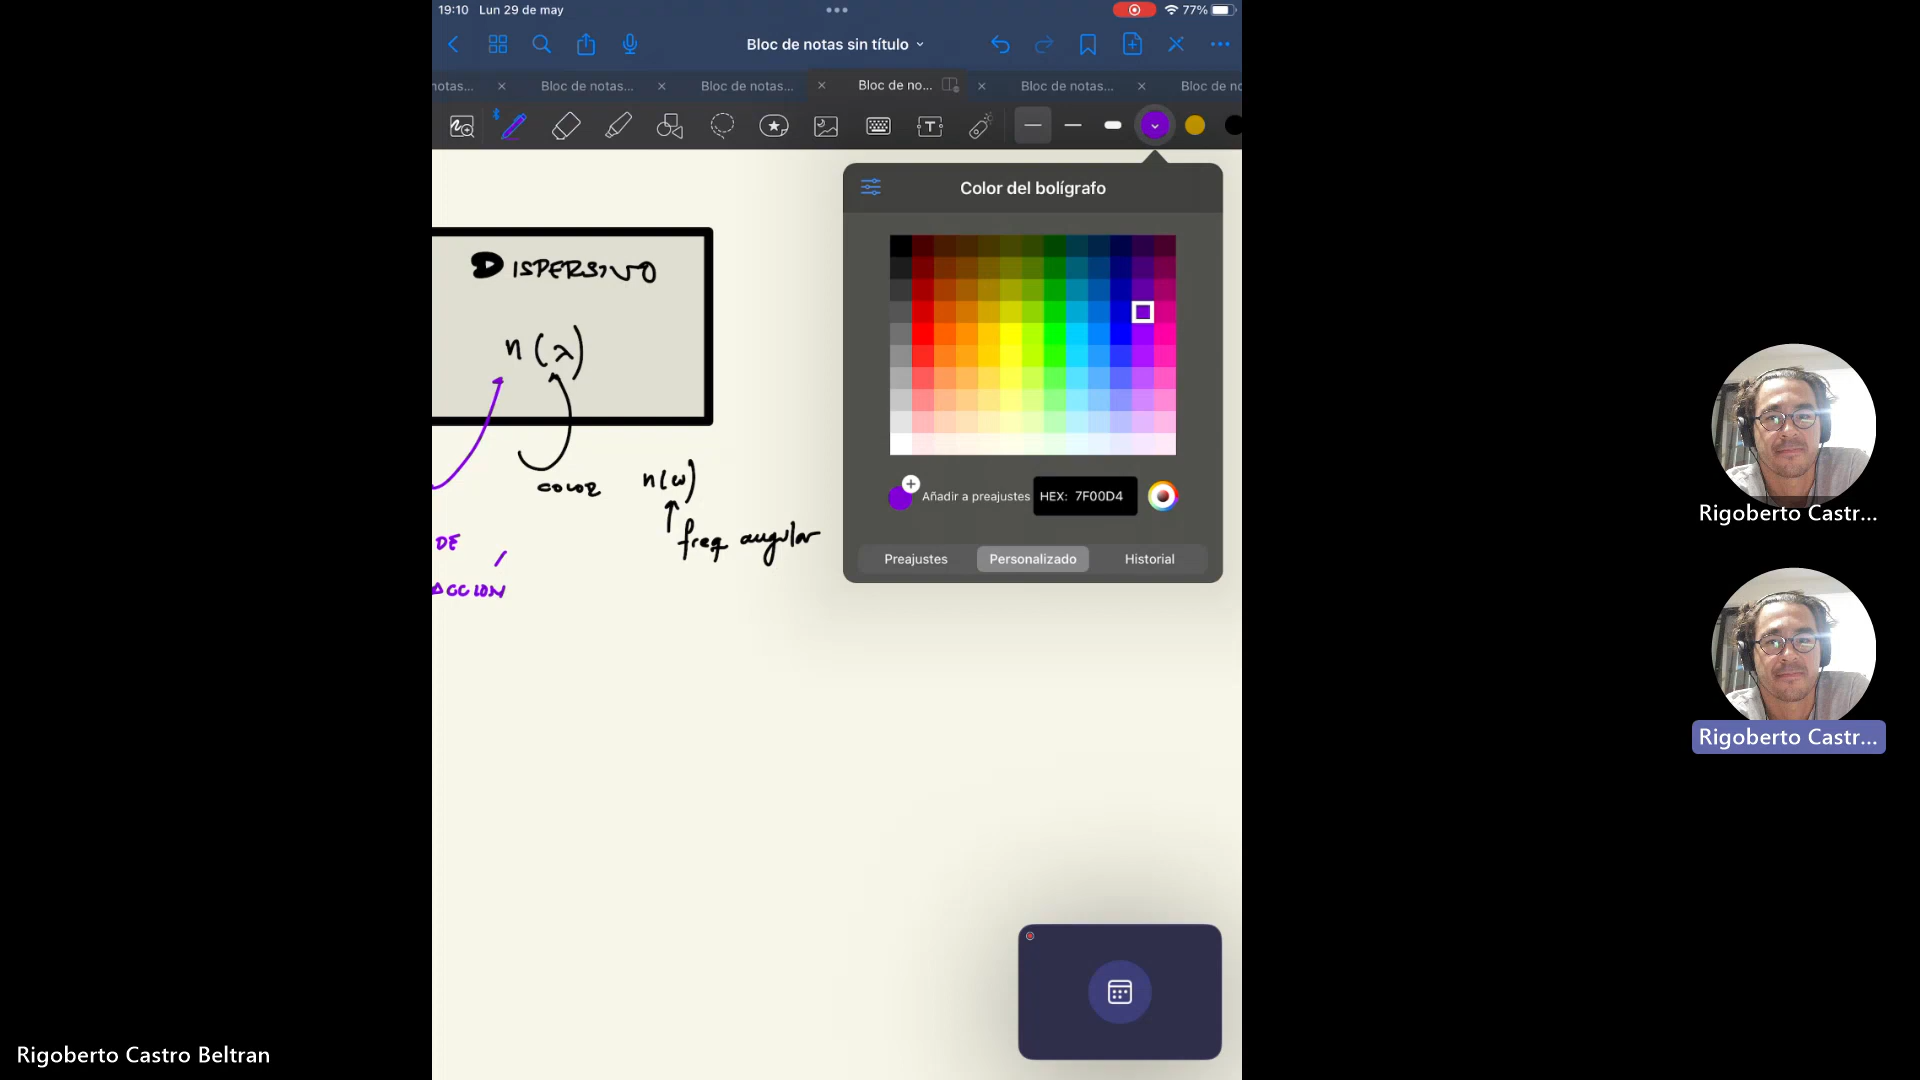 19:10 Lun 29 de may
77%
Bloc de notas sin título
notas...
Bloc de notas...
Bloc de notas...
Bloc de no...
Bloc de notas...
Bloc de no
Color del bolígrafo
DISPERSIVO
n (λ)
COLOR
n(ω)
freq angular
DE
ACCIÓN
Añadir a preajustes
HEX: 7F00D4
Preajustes
Personalizado
Historial
Rigoberto Castr...
Rigoberto Castr...
Rigoberto Castro Beltran